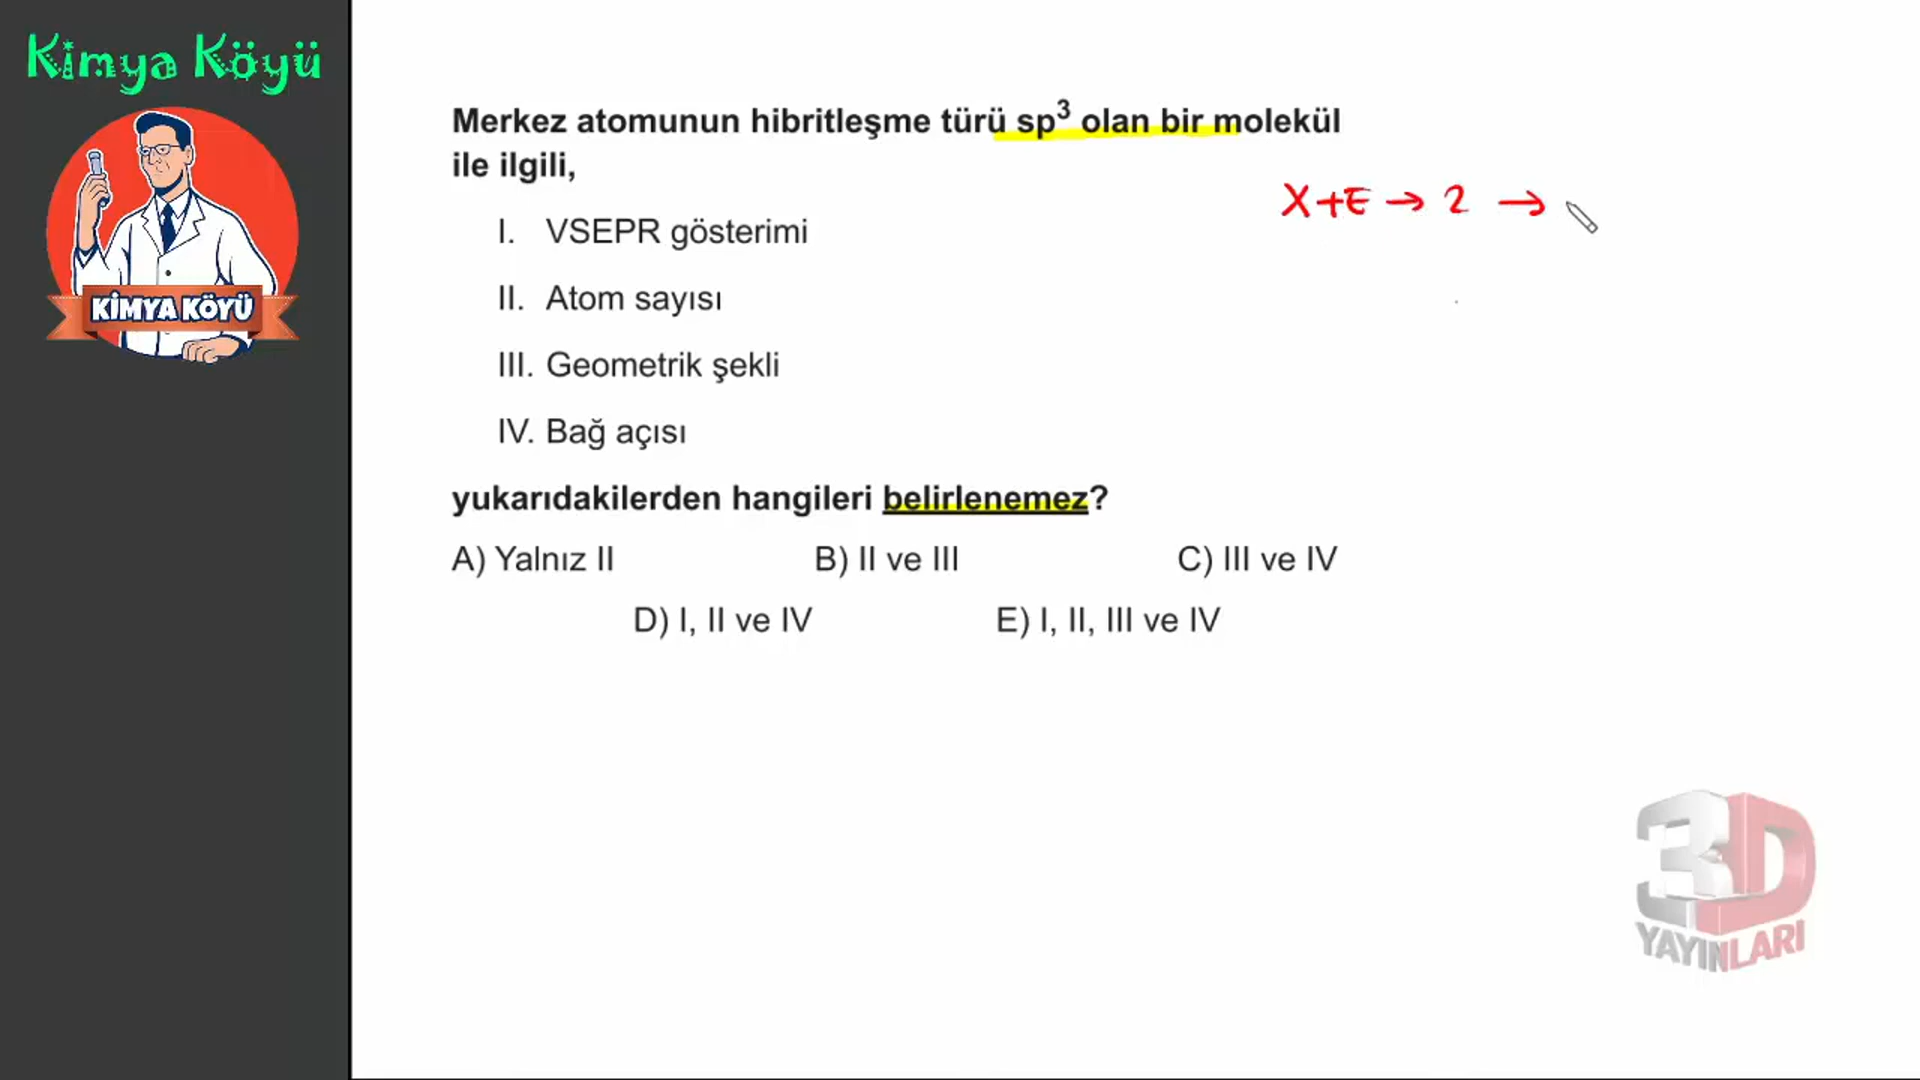 Kimya Köyü
KİMYA KÖYÜ
Merkez atomunun hibritleşme türü sp³ olan bir molekül
ile ilgili,
X+E → 2 →
I. VSEPR gösterimi
II. Atom sayısı
III. Geometrik şekli
IV. Bağ açısı
yukarıdakilerden hangileri belirlenemez?
A) Yalnız II B) II ve III C) III ve IV
D) I, II ve IV E) I, II, III ve IV
3D
YAYINLARI